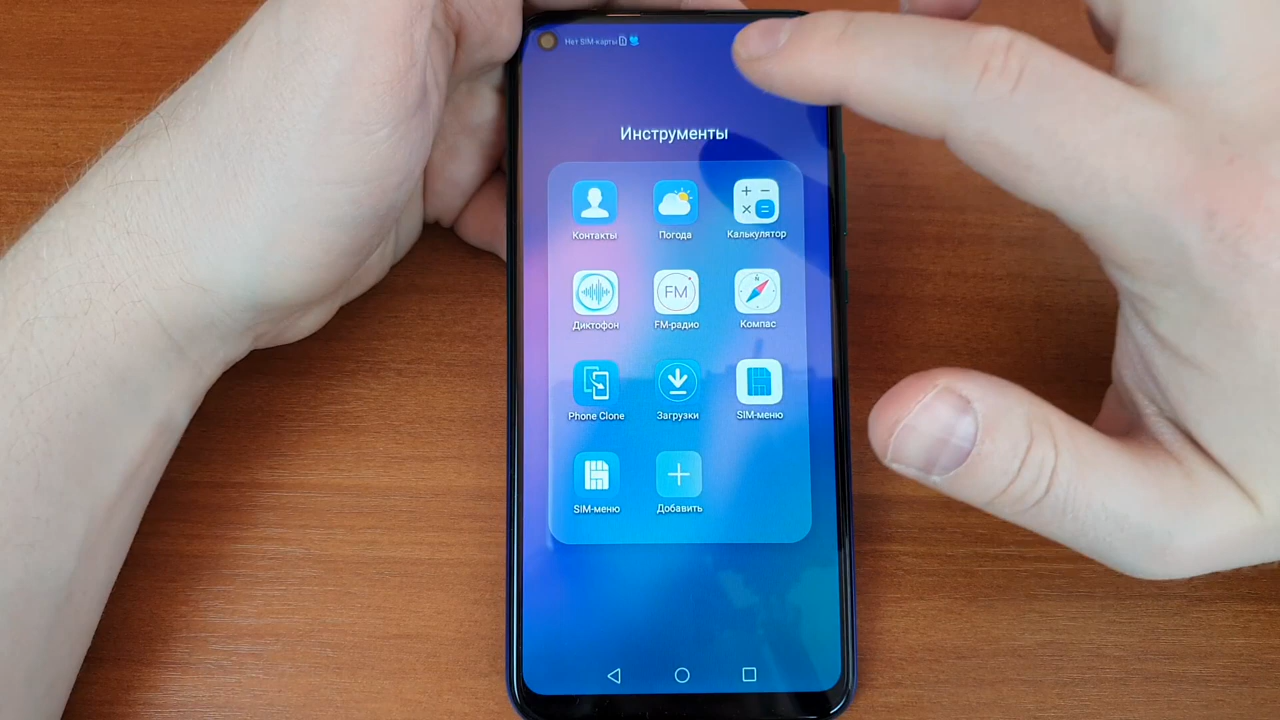 Нет SIM-карты
Инструменты
Контакты
Погода
Калькулятор
Диктофон
FM
FM-радио
Компас
Phone Clone
Загрузки
SIM-меню
SIM-меню
Добавить